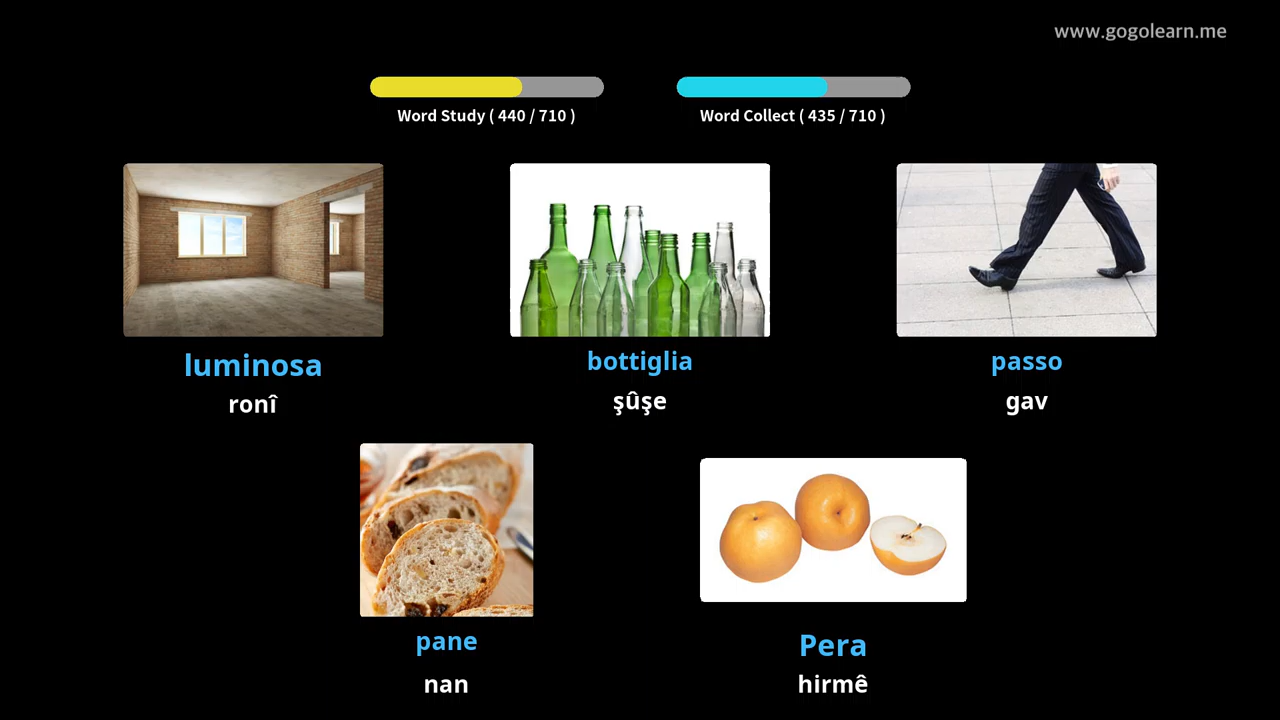 www.gogolearn.me
Word Study ( 440 / 710 )
Word Collect ( 435 / 710 )
luminosa
ronî
bottiglia
şûşe
passo
gav
pane
nan
Pera
hirmê